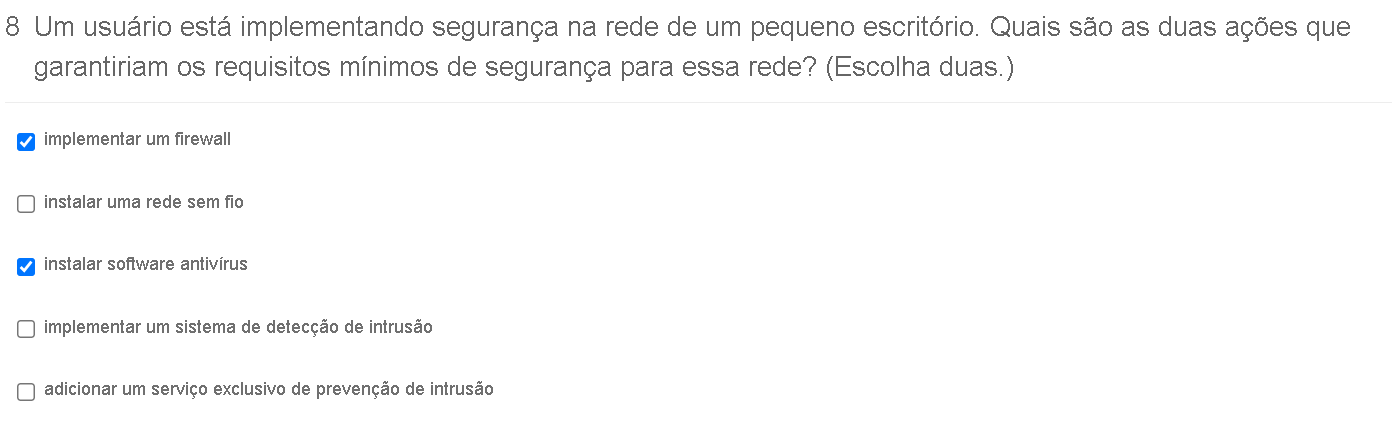 8 Um usuário está implementando segurança na rede de um pequeno escritório. Quais são as duas ações que
garantiriam os requisitos mínimos de segurança para essa rede? (Escolha duas.)
implementar um firewall
instalar uma rede sem fio
instalar software antivírus
implementar um sistema de detecção de intrusão
adicionar um serviço exclusivo de prevenção de intrusão